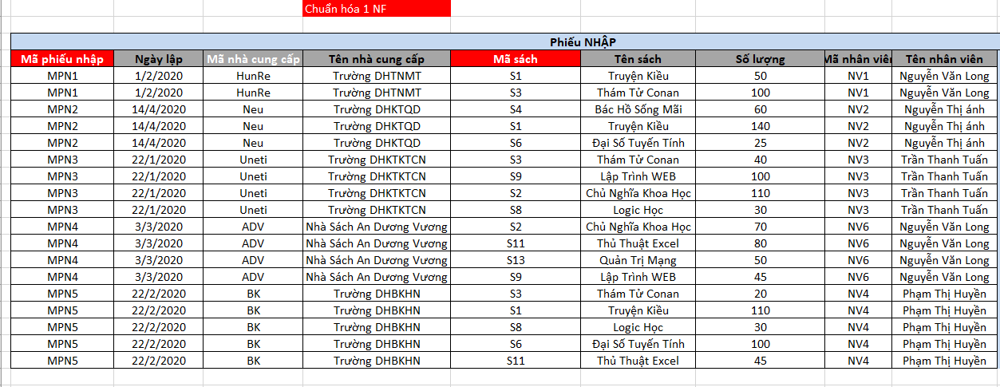 Chuẩn hóa 1 NF
Phiếu NHẬP
Mã phiếu nhập Ngày lập Mã nhà cung cấp Tên nhà cung cấp Mã sách Tên sách Số lượng Mã nhân viên Tên nhân viên
MPN1 1/2/2020 HunRe Trường DHTNMT S1 Truyện Kiều 50 NV1 Nguyễn Văn Long
MPN1 1/2/2020 HunRe Trường DHTNMT S3 Thám Tử Conan 100 NV1 Nguyễn Văn Long
MPN2 14/4/2020 Neu Trường DHKTQD S4 Bác Hồ Sống Mãi 60 NV2 Nguyễn Thị ánh
MPN2 14/4/2020 Neu Trường DHKTQD S1 Truyện Kiều 140 NV2 Nguyễn Thị ánh
MPN2 14/4/2020 Neu Trường DHKTQD S6 Đại Số Tuyến Tính 25 NV2 Nguyễn Thị ánh
MPN3 22/1/2020 Uneti Trường DHKTKTCN S3 Thám Tử Conan 40 NV3 Trần Thanh Tuấn
MPN3 22/1/2020 Uneti Trường DHKTKTCN S9 Lập Trình WEB 100 NV3 Trần Thanh Tuấn
MPN3 22/1/2020 Uneti Trường DHKTKTCN S2 Chủ Nghĩa Khoa Học 110 NV3 Trần Thanh Tuấn
MPN3 22/1/2020 Uneti Trường DHKTKTCN S8 Logic Học 30 NV3 Trần Thanh Tuấn
MPN4 3/3/2020 ADV Nhà Sách An Dương Vương S2 Chủ Nghĩa Khoa Học 70 NV6 Nguyễn Văn Long
MPN4 3/3/2020 ADV Nhà Sách An Dương Vương S11 Thủ Thuật Excel 80 NV6 Nguyễn Văn Long
MPN4 3/3/2020 ADV Nhà Sách An Dương Vương S13 Quản Trị Mạng 50 NV6 Nguyễn Văn Long
MPN4 3/3/2020 ADV Nhà Sách An Dương Vương S9 Lập Trình WEB 45 NV6 Nguyễn Văn Long
MPN5 22/2/2020 BK Trường DHBKHN S3 Thám Tử Conan 20 NV4 Phạm Thị Huyền
MPN5 22/2/2020 BK Trường DHBKHN S1 Truyện Kiều 110 NV4 Phạm Thị Huyền
MPN5 22/2/2020 BK Trường DHBKHN S8 Logic Học 30 NV4 Phạm Thị Huyền
MPN5 22/2/2020 BK Trường DHBKHN S6 Đại Số Tuyến Tính 100 NV4 Phạm Thị Huyền
MPN5 22/2/2020 BK Trường DHBKHN S11 Thủ Thuật Excel 45 NV4 Phạm Thị Huyền